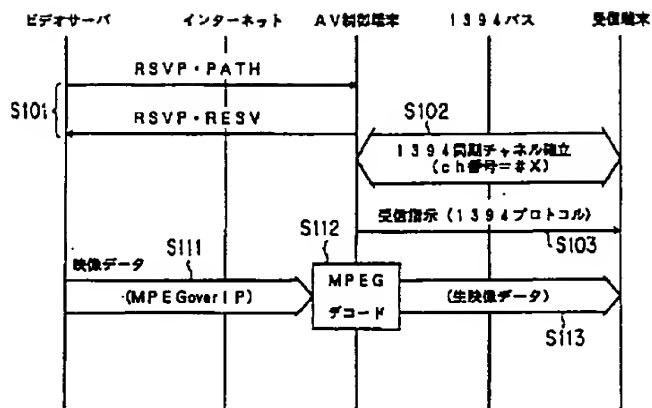 ビデオサーバ インターネット AV制御端末 1394バス 受信端末
RSVP・PATH
S101
RSVP・RESV
S102
1394同期チャネル確立
(ch番号=#X)
受信指示(1394プロトコル)
S103
S112
S111
映像データ
(MPEGoverIP)
MPEG
デコード
(生映像データ)
S113